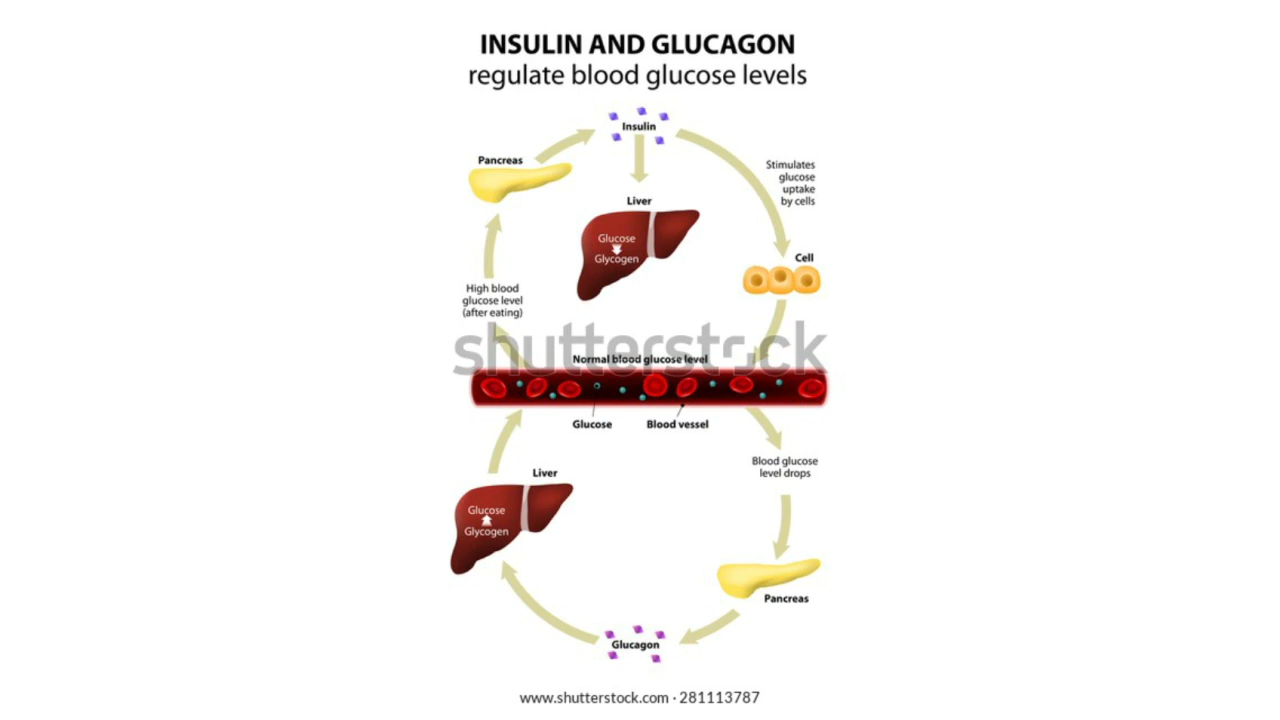 INSULIN AND GLUCAGON
regulate blood glucose levels
Insulin
Pancreas
Stimulates
glucose
uptake
by cells
Liver
Glucose
Glycogen
Cell
High blood
glucose level
(after eating)
shutterstock
Normal blood glucose level
Glucose
Blood vessel
Blood glucose
level drops
Liver
Glucose
Glycogen
Pancreas
Glucagon
www.shutterstock.com · 281113787